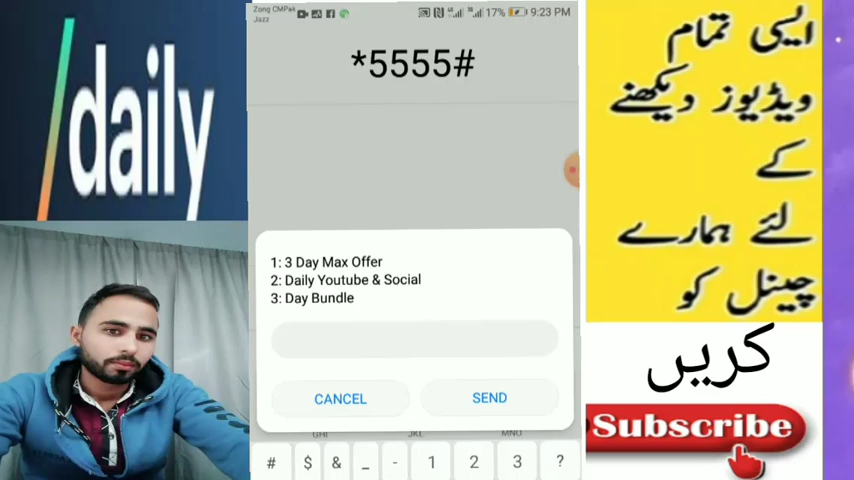 /daily
Zong CMPak
Jazz
17%
9:23 PM
*5555#
1: 3 Day Max Offer
2: Daily Youtube & Social
3: Day Bundle
CANCEL
SEND
GHI
JKL
MNO
# $ & _ - 1 2 3 ?
ایسی تمام
ویڈیوز دیکھنے
کے
لئے ہمارے
چینل کو
کریں
Subscribe